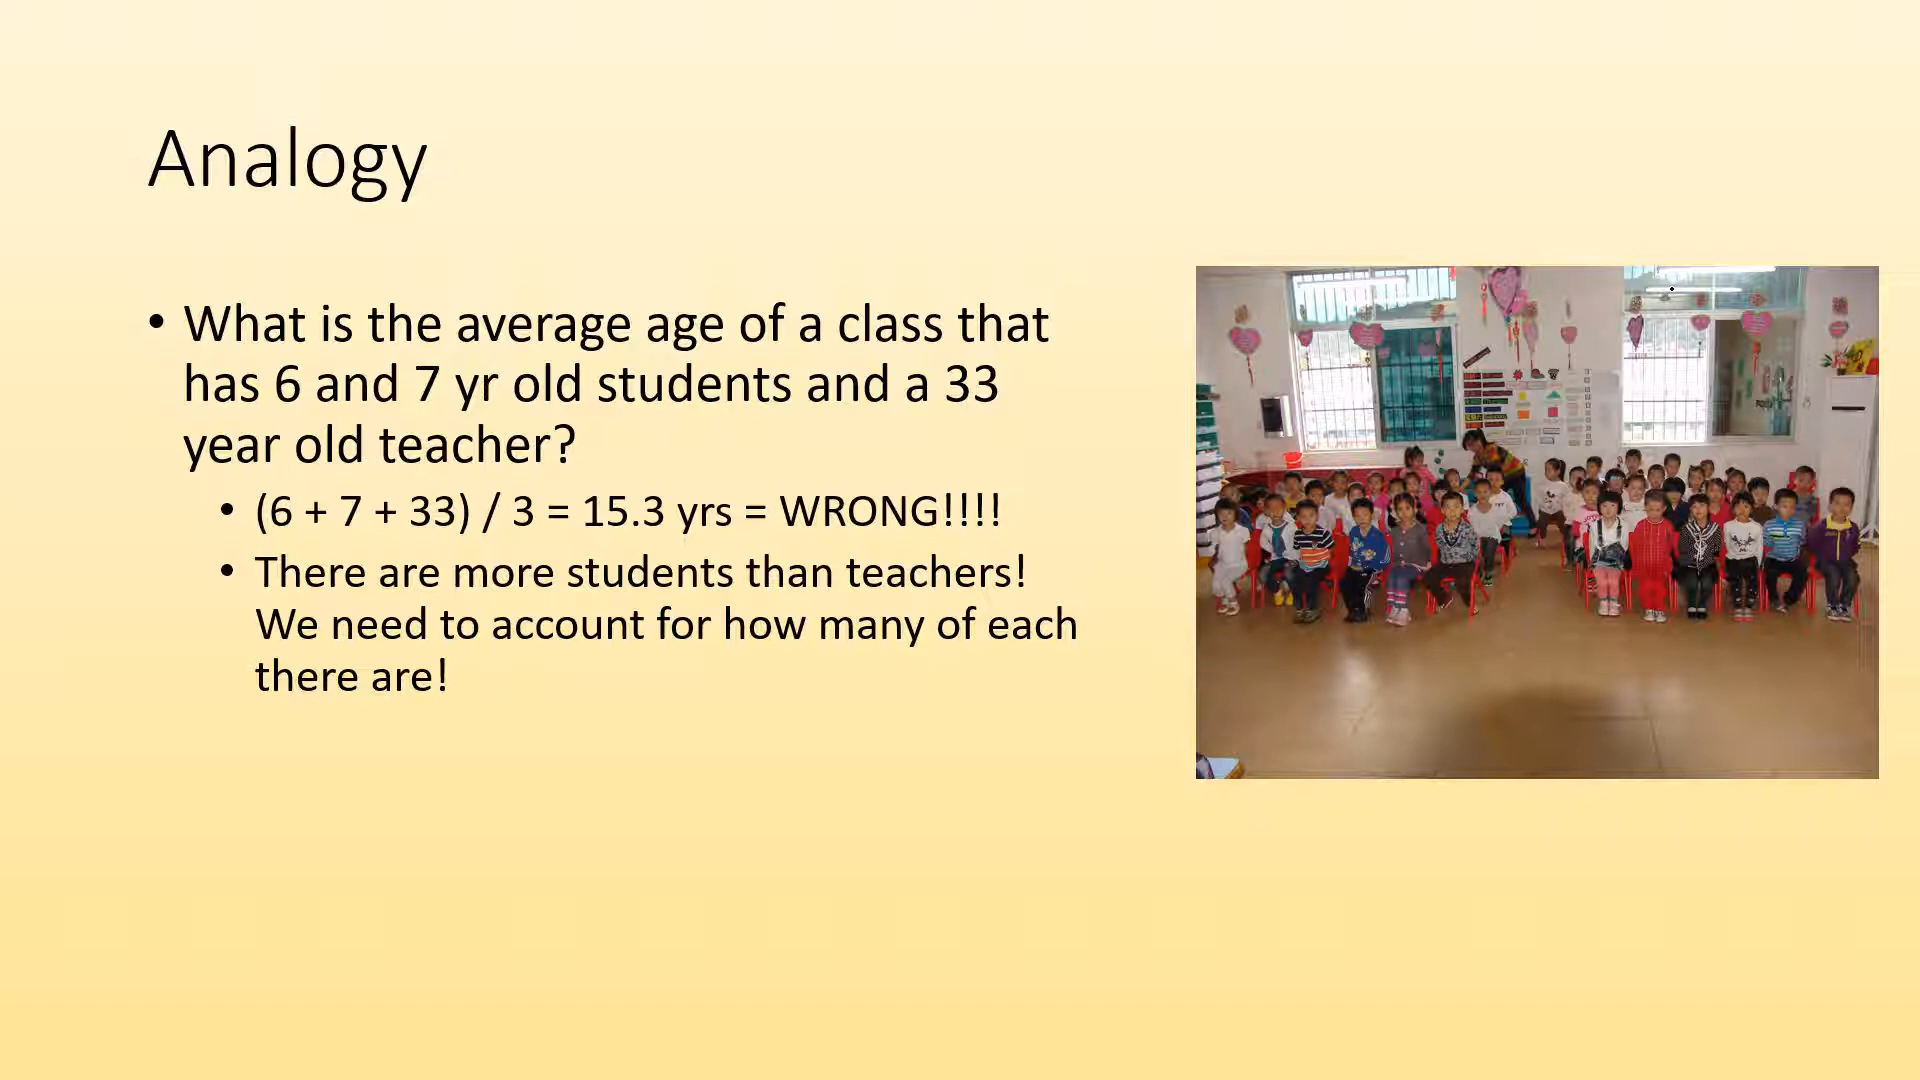 Analogy
• What is the average age of a class that
has 6 and 7 yr old students and a 33
year old teacher?
• (6 + 7 + 33) / 3 = 15.3 yrs = WRONG!!!!
• There are more students than teachers!
We need to account for how many of each
there are!